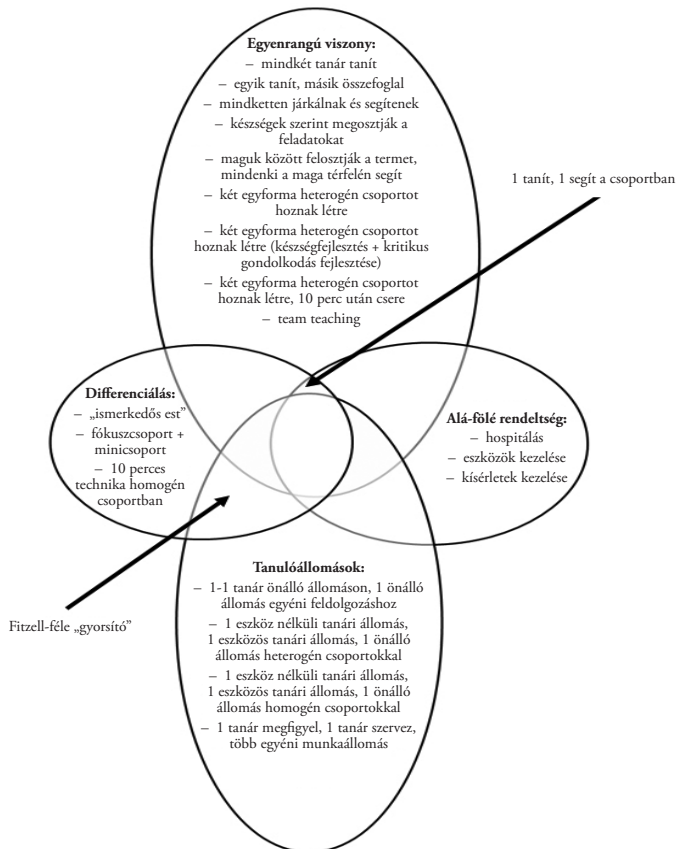 Egyenrangú viszony:
– mindkét tanár tanít
– egyik tanít, másik összefoglal
– mindketten járkálnak és segítenek
– készségek szerint megosztják a
feladatokat
– maguk között felosztják a termet,
mindenki a maga térfelén segít
– két egyforma heterogén csoportot
hoznak létre
– két egyforma heterogén csoportot
hoznak létre (készségfejlesztés + kritikus
gondolkodás fejlesztése)
– két egyforma heterogén csoportot
hoznak létre, 10 perc után csere
– team teaching
1 tanít, 1 segít a csoportban
Differenciálás:
– „ismerkedős est”
– fókuszcsoport +
minicsoport
– 10 perces
technika homogén
csoportban
Alá-fölé rendeltség:
– hospitálás
– eszközök kezelése
– kísérletek kezelése
Tanulóállomások:
– 1-1 tanár önálló állomáson, 1 önálló
állomás egyéni feldolgozáshoz
– 1 eszköz nélküli tanári állomás,
1 eszközös tanári állomás, 1 önálló
állomás heterogén csoportokkal
– 1 eszköz nélküli tanári állomás,
1 eszközös tanári állomás, 1 önálló
állomás homogén csoportokkal
– 1 tanár megfigyel, 1 tanár szervez,
több egyéni munkaállomás
Fitzell-féle „gyorsító”